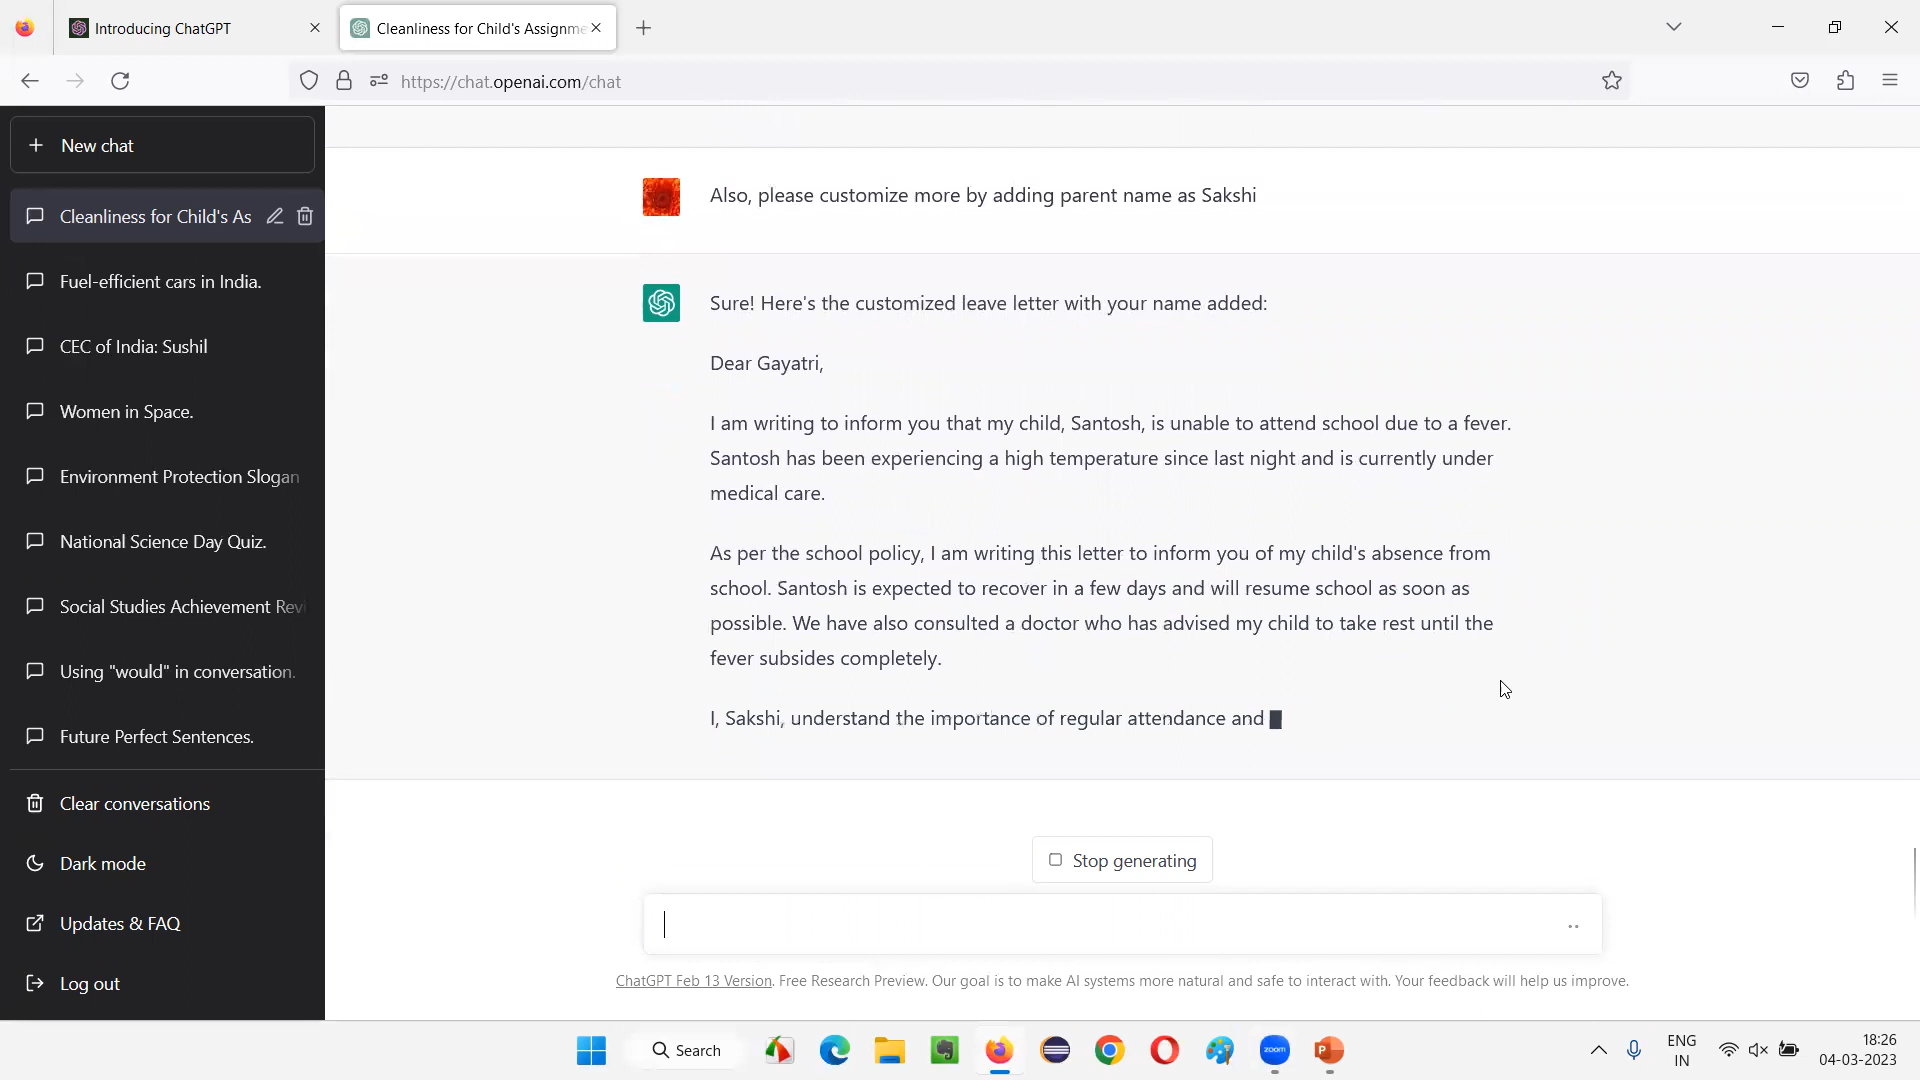 Introducing ChatGPT
Cleanliness for Child's Assignme
https://chat.openai.com/chat
New chat
Cleanliness for Child's As
Fuel-efficient cars in India.
CEC of India: Sushil
Women in Space.
Environment Protection Slogan
National Science Day Quiz.
Social Studies Achievement Revi
Using "would" in conversation.
Future Perfect Sentences.
Clear conversations
Dark mode
Updates & FAQ
Log out
Also, please customize more by adding parent name as Sakshi
Sure! Here's the customized leave letter with your name added:
Dear Gayatri,
I am writing to inform you that my child, Santosh, is unable to attend school due to a fever.
Santosh has been experiencing a high temperature since last night and is currently under
medical care.
As per the school policy, I am writing this letter to inform you of my child's absence from
school. Santosh is expected to recover in a few days and will resume school as soon as
possible. We have also consulted a doctor who has advised my child to take rest until the
fever subsides completely.
I, Sakshi, understand the importance of regular attendance and
Stop generating
ChatGPT Feb 13 Version. Free Research Preview. Our goal is to make AI systems more natural and safe to interact with. Your feedback will help us improve.
Search
zoom
P
ENG
IN
18:26
04-03-2023